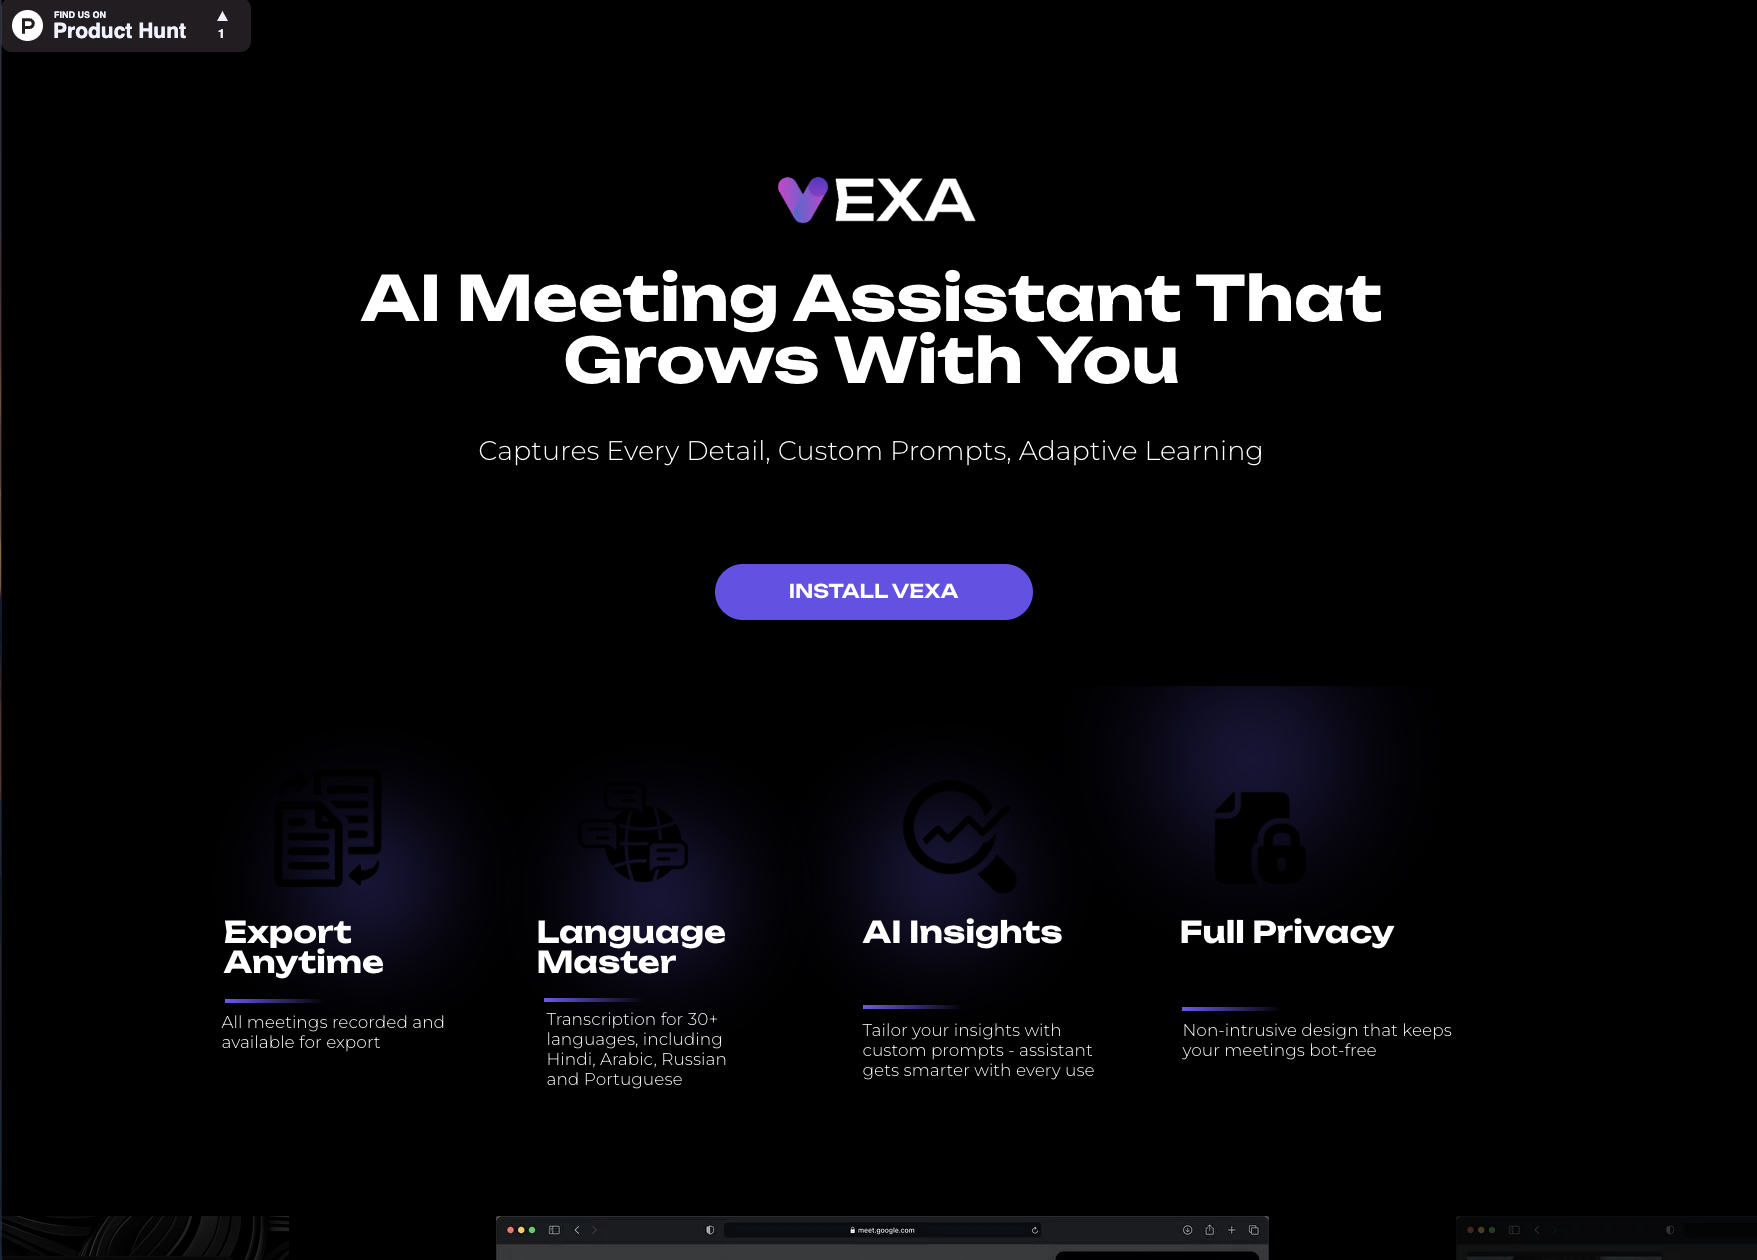 FIND US ON
Product Hunt
▲
1
VEXA
AI Meeting Assistant That
Grows With You
Captures Every Detail, Custom Prompts, Adaptive Learning
INSTALL VEXA
Export
Anytime
All meetings recorded and
available for export
Language
Master
Transcription for 30+
languages, including
Hindi, Arabic, Russian
and Portuguese
AI Insights
Tailor your insights with
custom prompts - assistant
gets smarter with every use
Full Privacy
Non-intrusive design that keeps
your meetings bot-free
meet.google.com